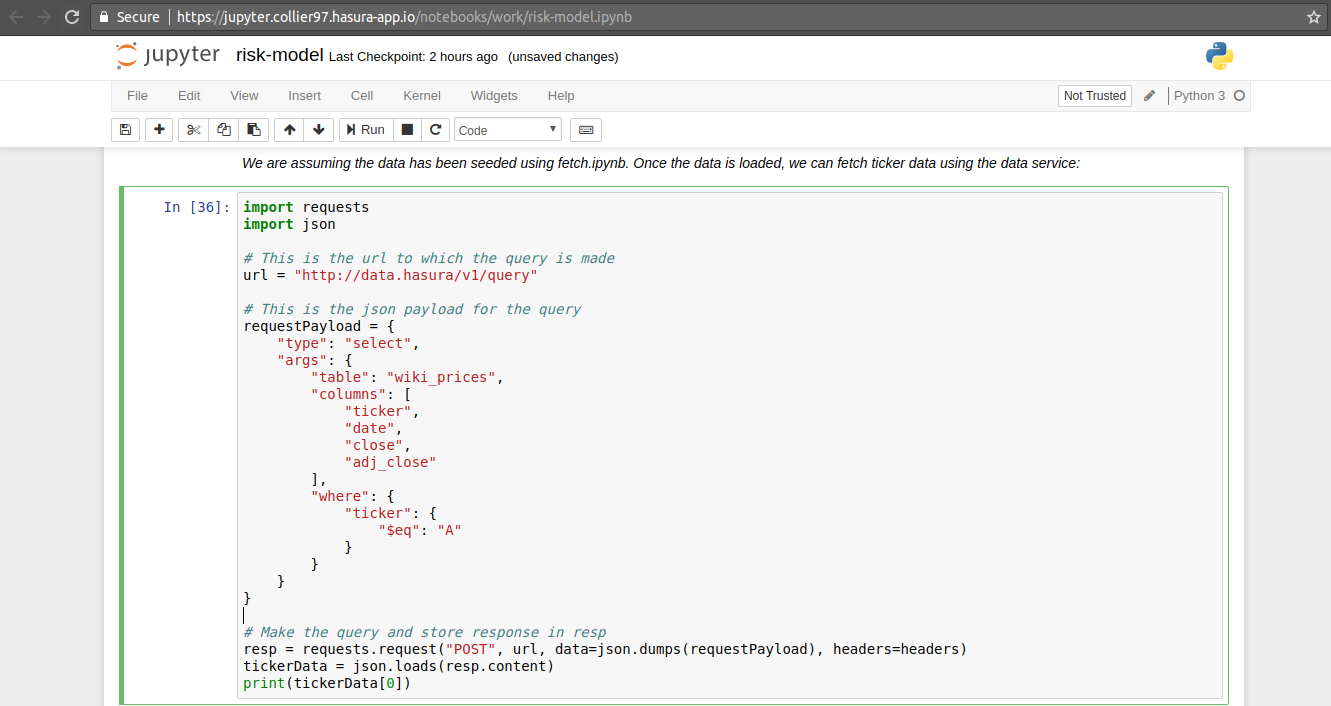 Secure https://jupyter.collier97.hasura-app.io/notebooks/work/risk-model.ipynb
jupyter risk-model Last Checkpoint: 2 hours ago (unsaved changes)
File Edit View Insert Cell Kernel Widgets Help Not Trusted Python 3
Run Code
We are assuming the data has been seeded using fetch.ipynb. Once the data is loaded, we can fetch ticker data using the data service:
In [36]: import requests
import json
# This is the url to which the query is made
url = "http://data.hasura/v1/query"
# This is the json payload for the query
requestPayload = {
    "type": "select",
    "args": {
        "table": "wiki_prices",
        "columns": [
            "ticker",
            "date",
            "close",
            "adj_close"
        ],
        "where": {
            "ticker": {
                "$eq": "A"
            }
        }
    }
}
# Make the query and store response in resp
resp = requests.request("POST", url, data=json.dumps(requestPayload), headers=headers)
tickerData = json.loads(resp.content)
print(tickerData[0])